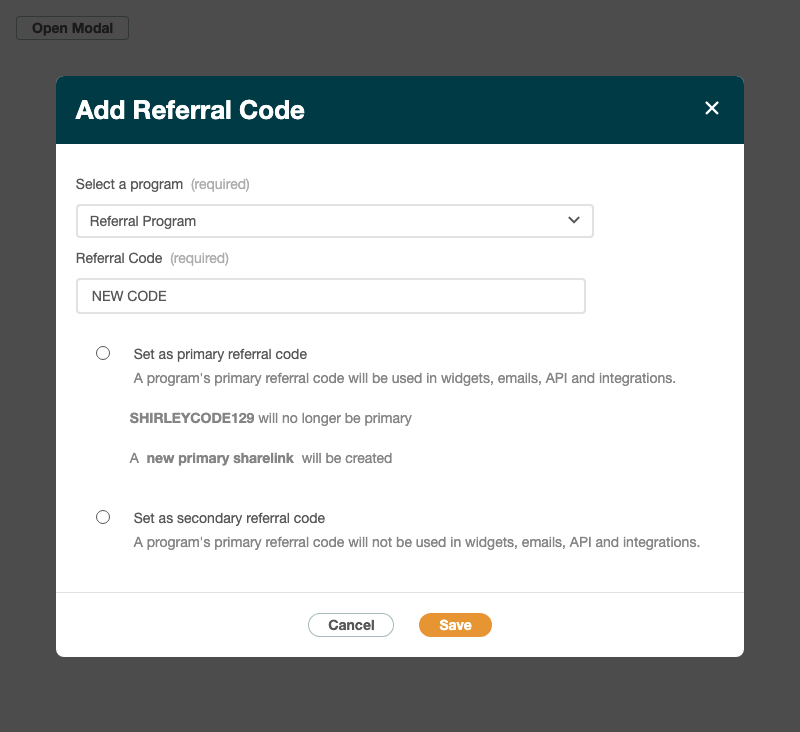 Open Modal
Add Referral Code
Select a program (required)
Referral Program
Referral Code (required)
NEW CODE
Set as primary referral code
A program's primary referral code will be used in widgets, emails, API and integrations.
SHIRLEYCODE129 will no longer be primary
A new primary sharelink will be created
Set as secondary referral code
A program's primary referral code will not be used in widgets, emails, API and integrations.
Cancel
Save